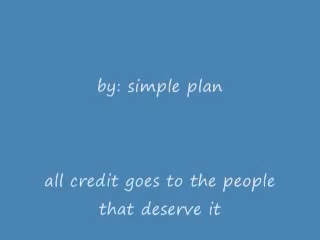 by: simple plan
all credit goes to the people
that deserve it